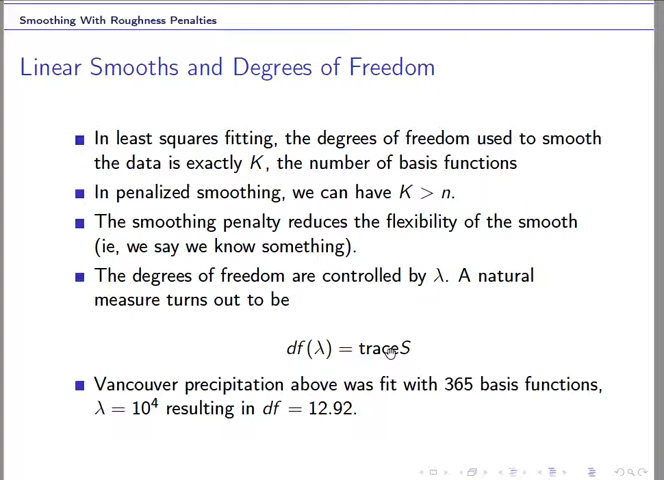 Smoothing With Roughness Penalties
Linear Smooths and Degrees of Freedom
In least squares fitting, the degrees of freedom used to smooth
the data is exactly K, the number of basis functions
In penalized smoothing, we can have K > n.
The smoothing penalty reduces the flexibility of the smooth
(ie, we say we know something).
The degrees of freedom are controlled by λ. A natural
measure turns out to be
df(λ) = traceS
Vancouver precipitation above was fit with 365 basis functions,
λ = 10⁴ resulting in df = 12.92.